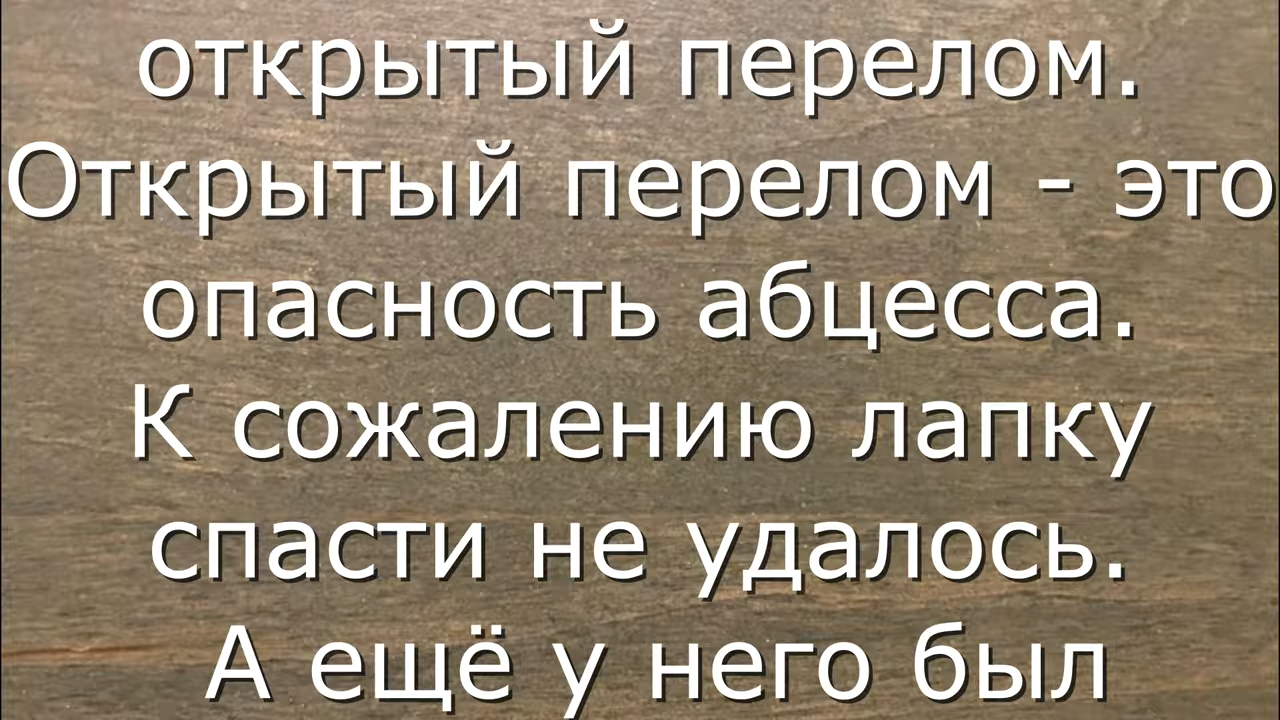 открытый перелом.
Открытый перелом - это
опасность абцесса.
К сожалению лапку
спасти не удалось.
А ещё у него был